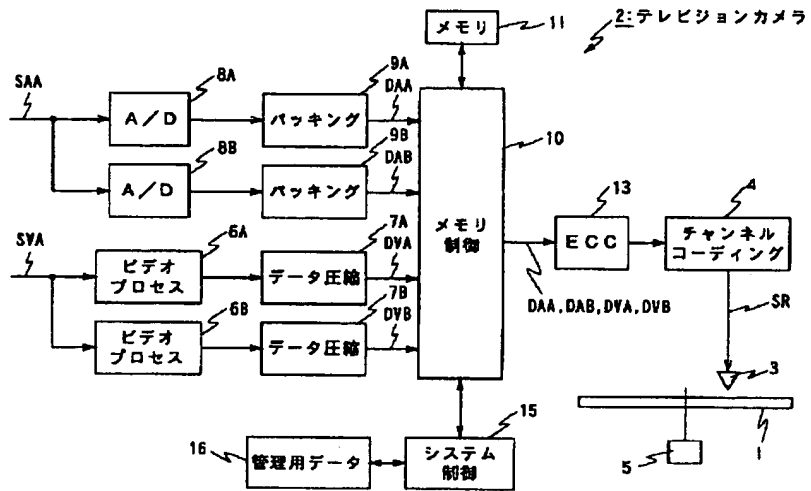 メモリ
11
2:テレビジョンカメラ
SAA
8A
A/D
9A
パッキング
DAA
10
8B
A/D
9B
パッキング
DAB
メモリ
制御
13
ECC
4
チャンネル
コーディング
SVA
6A
ビデオ
プロセス
7A
データ圧縮
DVA
6B
ビデオ
プロセス
7B
データ圧縮
DVB
DAA,DAB,DVA,DVB
SR
3
1
5
15
システム
制御
16
管理用データ